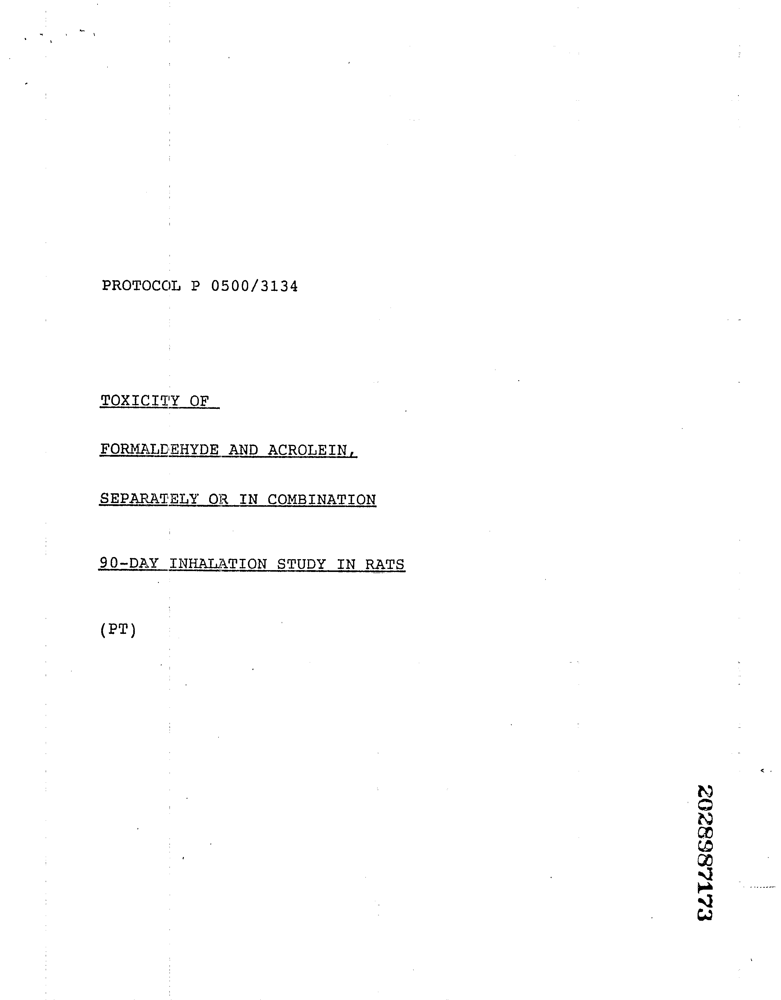 PROTOCOL P 0500/3134
TOXICITY OF
FORMALDEHYDE AND ACROLEIN,
SEPARATELY OR IN COMBINATION
90-DAY INHALATION STUDY IN RATS
(PT)
2028987173